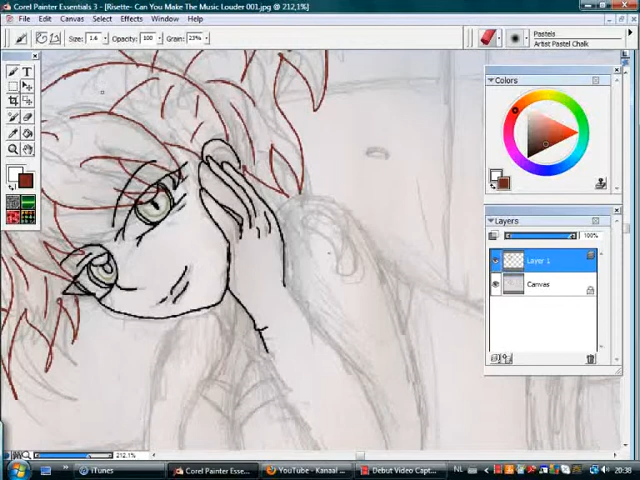 Corel Painter Essentials 3 - [Risette- Can You Make The Music Louder 001.jpg @ 212,1%]
File Edit Canvas Select Effects Movie Window Help
Size: 1.6 Opacity: 100 Grain: 23%
Pastels
Artist Pastel Chalk
Colors
Layers
100%
Layer 1
Canvas
212.1%
iTunes
Corel Painter Esse...
YouTube - Kanaal ...
Debut Video Capt...
NL
20:38